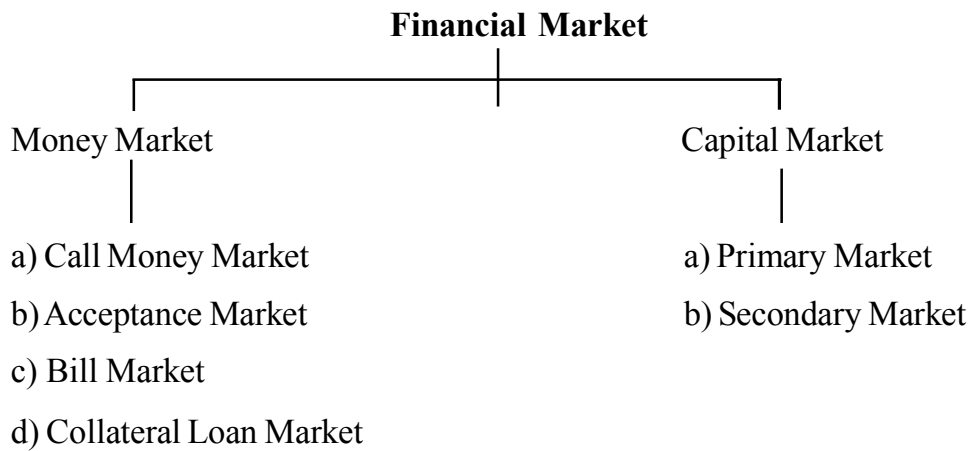 Financial Market
Money Market
Capital Market
a) Call Money Market
a) Primary Market
b) Acceptance Market
b) Secondary Market
c) Bill Market
d) Collateral Loan Market